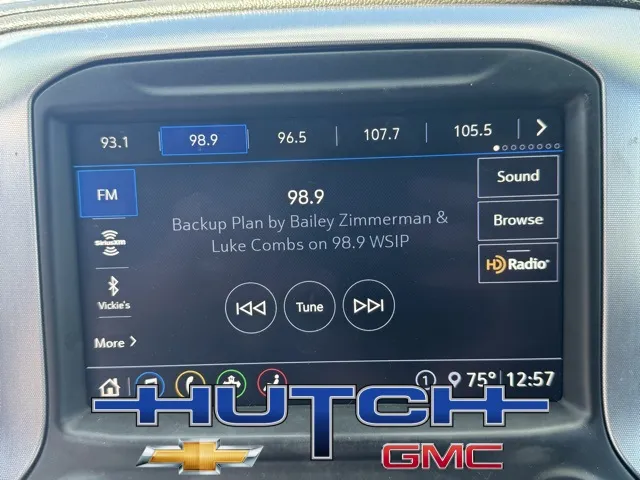 93.1 98.9 96.5 107.7 105.5
FM
98.9
Sound
Backup Plan by Bailey Zimmerman &
Luke Combs on 98.9 WSIP
Browse
SiriusXM
HD Radio
Vickie's
Tune
More
1 75° 12:57
HUTCH
GMC